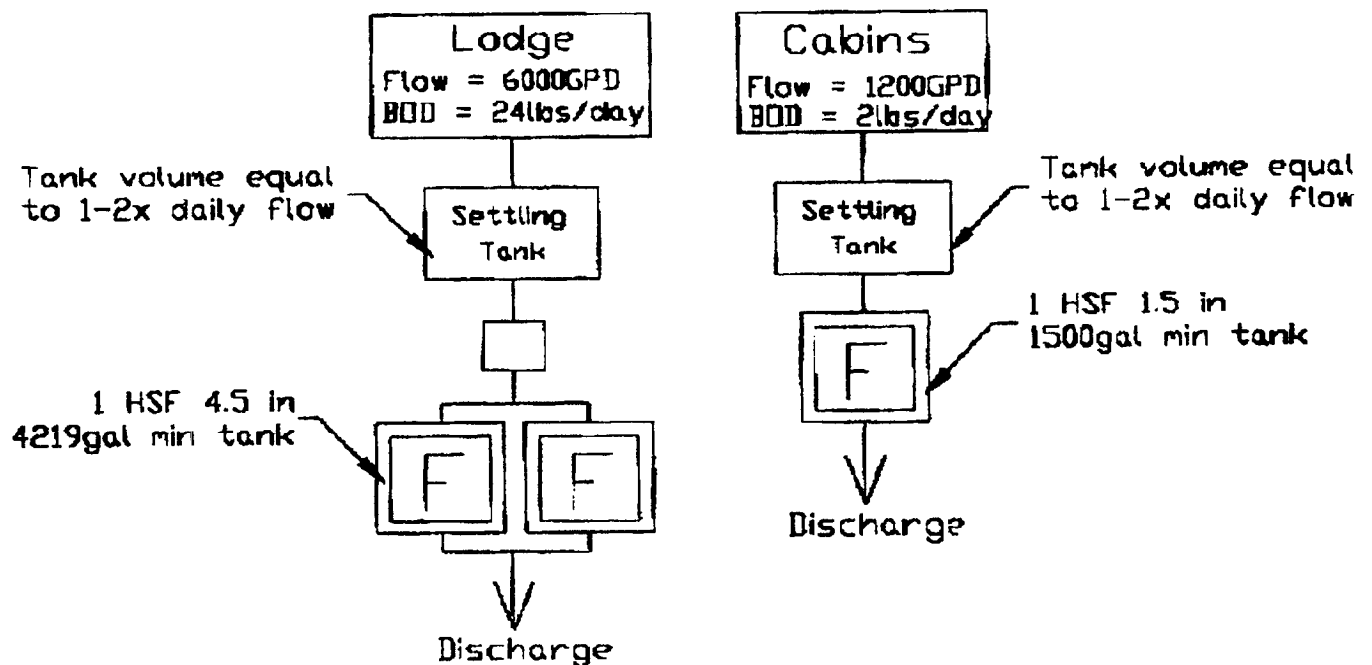 Lodge
Flow = 6000GPD
BOD = 24lbs/day
Tank volume equal
to 1-2x daily flow
Settling
Tank
1 HSF 4.5 in
4219gal min tank
F
F
Discharge
Cabins
Flow = 1200GPD
BOD = 2lbs/day
Tank volume equal
to 1-2x daily flow
Settling
Tank
1 HSF 1.5 in
1500gal min tank
F
Discharge